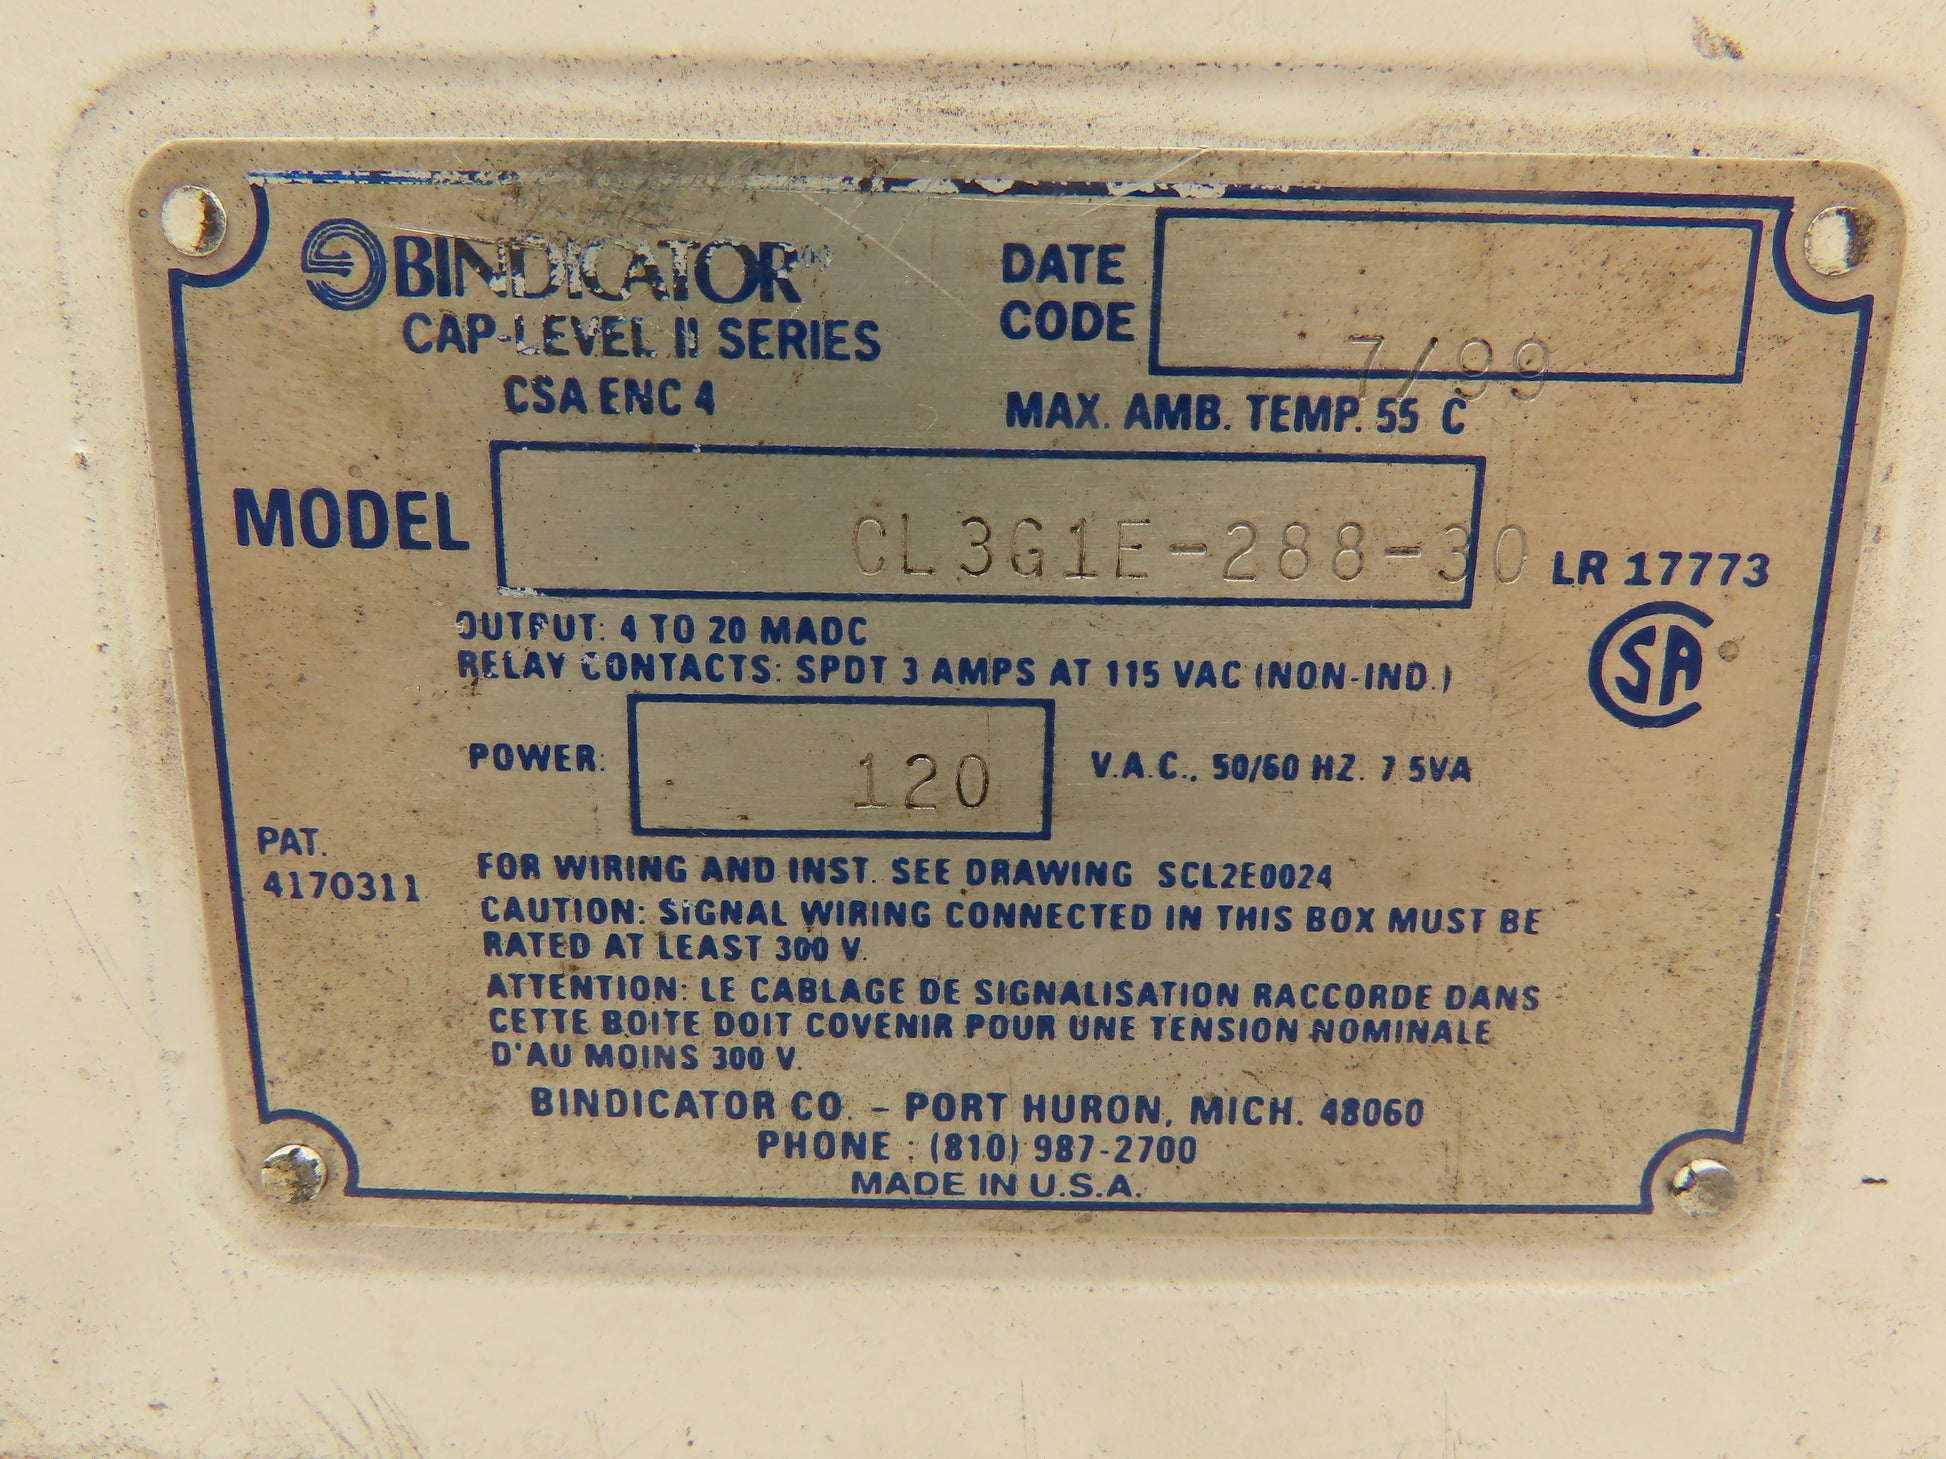 BINDICATOR®
CAP-LEVEL II SERIES
CSA ENC 4
DATE CODE 7/99
MAX. AMB. TEMP. 55 C
MODEL CL3G1E-288-30
LR 17773
SA
OUTPUT: 4 TO 20 MADC
RELAY CONTACTS: SPDT 3 AMPS AT 115 VAC (NON-IND.)
POWER: 120 V.A.C., 50/60 HZ. 7.5VA
PAT.
4170311
FOR WIRING AND INST. SEE DRAWING SCL2E0024
CAUTION: SIGNAL WIRING CONNECTED IN THIS BOX MUST BE
RATED AT LEAST 300 V.
ATTENTION: LE CABLAGE DE SIGNALISATION RACCORDE DANS
CETTE BOITE DOIT COVENIR POUR UNE TENSION NOMINALE
D'AU MOINS 300 V.
BINDICATOR CO. - PORT HURON, MICH. 48060
PHONE : (810) 987-2700
MADE IN U.S.A.